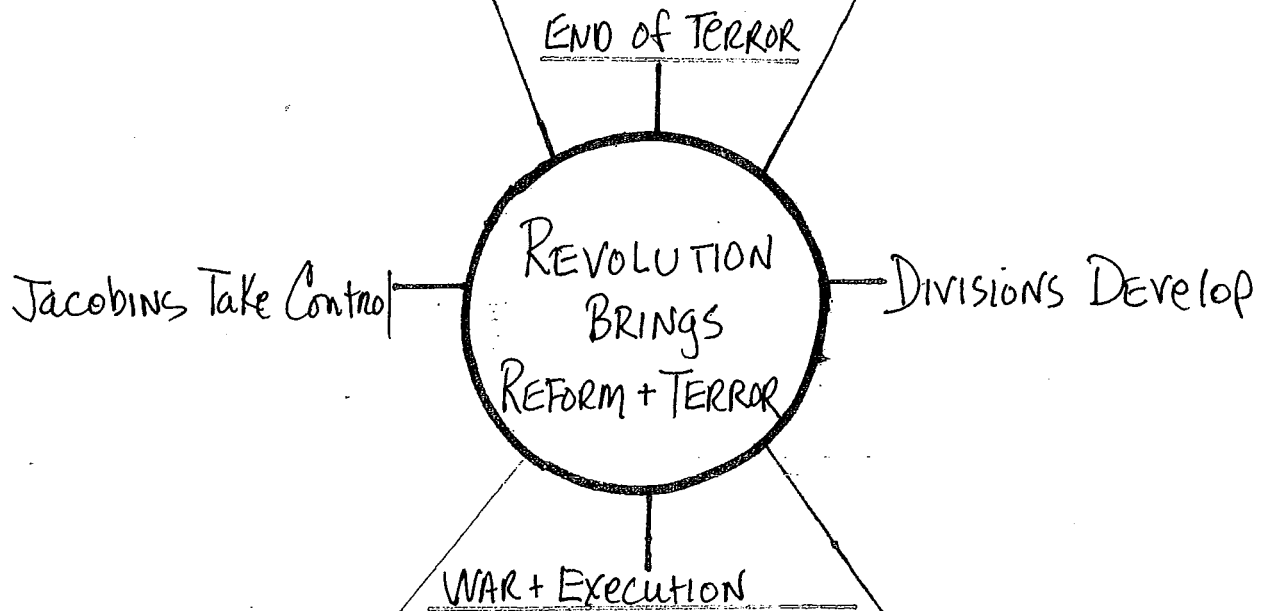 END Of TERROR
REVOLUTION
BRINgS
REFORM + TERROR
Jacobins Take Control
DIVISIONS DEVElop
WAR + Execution